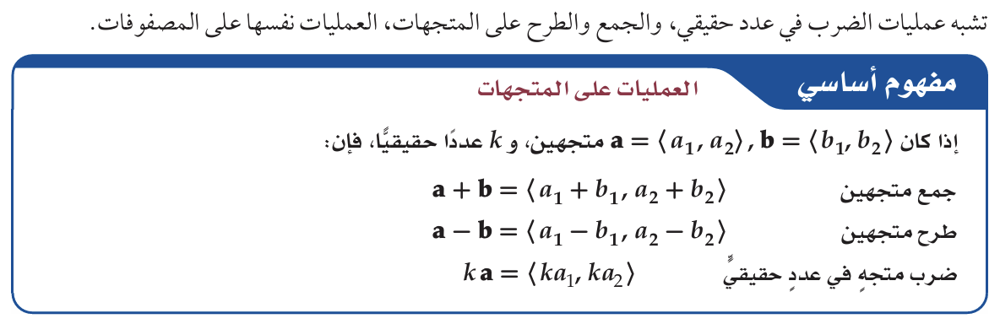 تشبه عمليات الضرب في عدد حقيقي، والجمع والطرح على المتجهات، العمليات نفسها على المصفوفات.
مفهوم أساسي
العمليات على المتجهات
إذا كان a = ⟨a₁, a₂⟩, b = ⟨b₁, b₂⟩ متجهين، و k عددًا حقيقيًّا، فإن:
جمع متجهين a + b = ⟨a₁ + b₁, a₂ + b₂⟩
طرح متجهين a − b = ⟨a₁ − b₁, a₂ − b₂⟩
ضرب متجهٍ في عددٍ حقيقيٍّ k a = ⟨ka₁, ka₂⟩